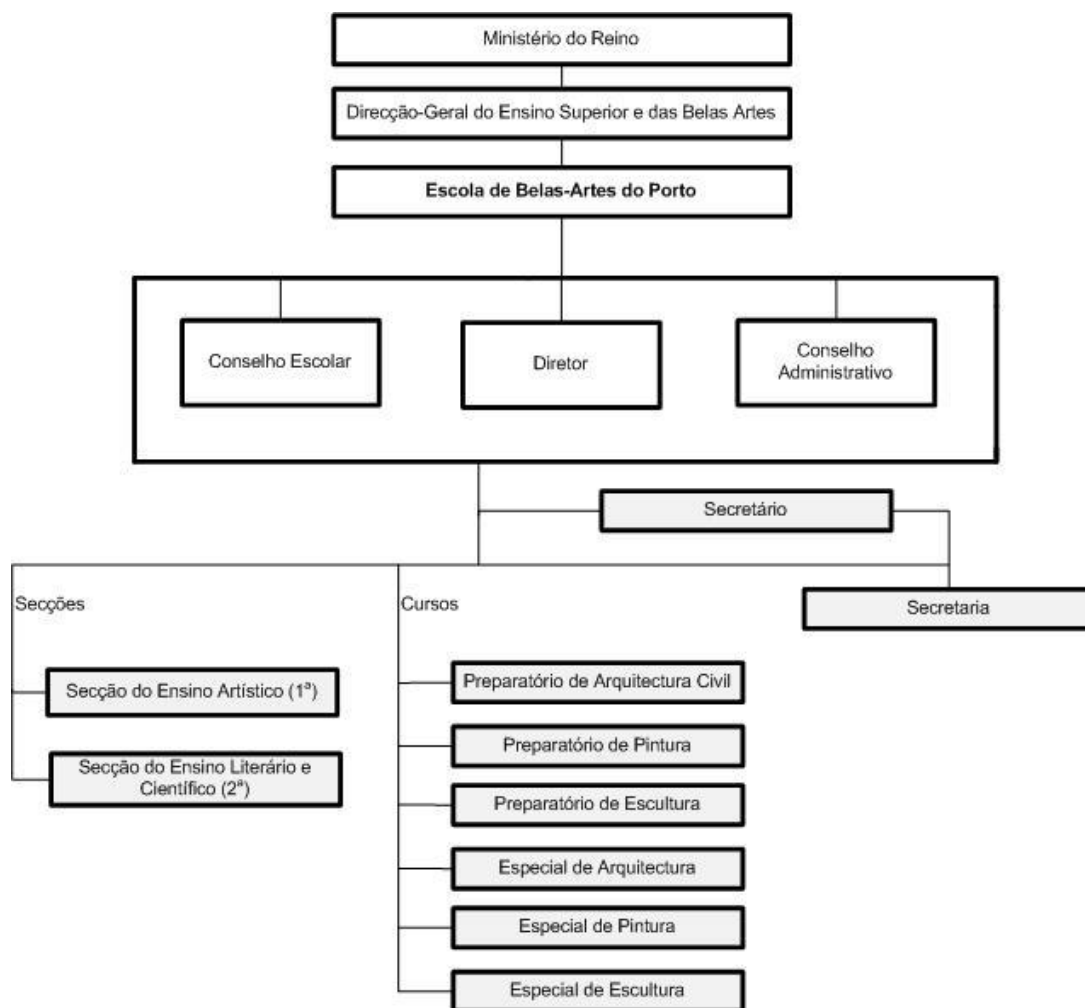 Ministério do Reino
Direcção-Geral do Ensino Superior e das Belas Artes
Escola de Belas-Artes do Porto
Conselho Escolar
Diretor
Conselho
Administrativo
Secretário
Secções
Cursos
Secretaria
Secção do Ensino Artístico (1ª)
Secção do Ensino Literário e
Científico (2ª)
Preparatório de Arquitectura Civil
Preparatório de Pintura
Preparatório de Escultura
Especial de Arquitectura
Especial de Pintura
Especial de Escultura